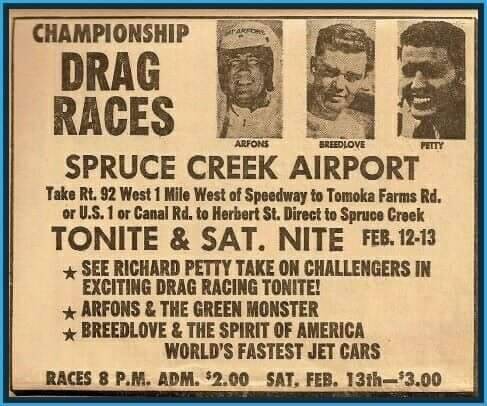 CHAMPIONSHIP
DRAG
RACES
ART ARFONS
ARFONS
BREEDLOVE
PETTY
SPRUCE CREEK AIRPORT
Take Rt. 92 West 1 Mile West of Speedway to Tomoka Farms Rd.
or U.S. 1 or Canal Rd. to Herbert St. Direct to Spruce Creek
TONITE & SAT. NITE FEB. 12-13
★ SEE RICHARD PETTY TAKE ON CHALLENGERS IN
EXCITING DRAG RACING TONITE!
★ ARFONS & THE GREEN MONSTER
★ BREEDLOVE & THE SPIRIT OF AMERICA
WORLD'S FASTEST JET CARS
RACES 8 P.M. ADM. $2.00 SAT, FEB. 13th—$3.00